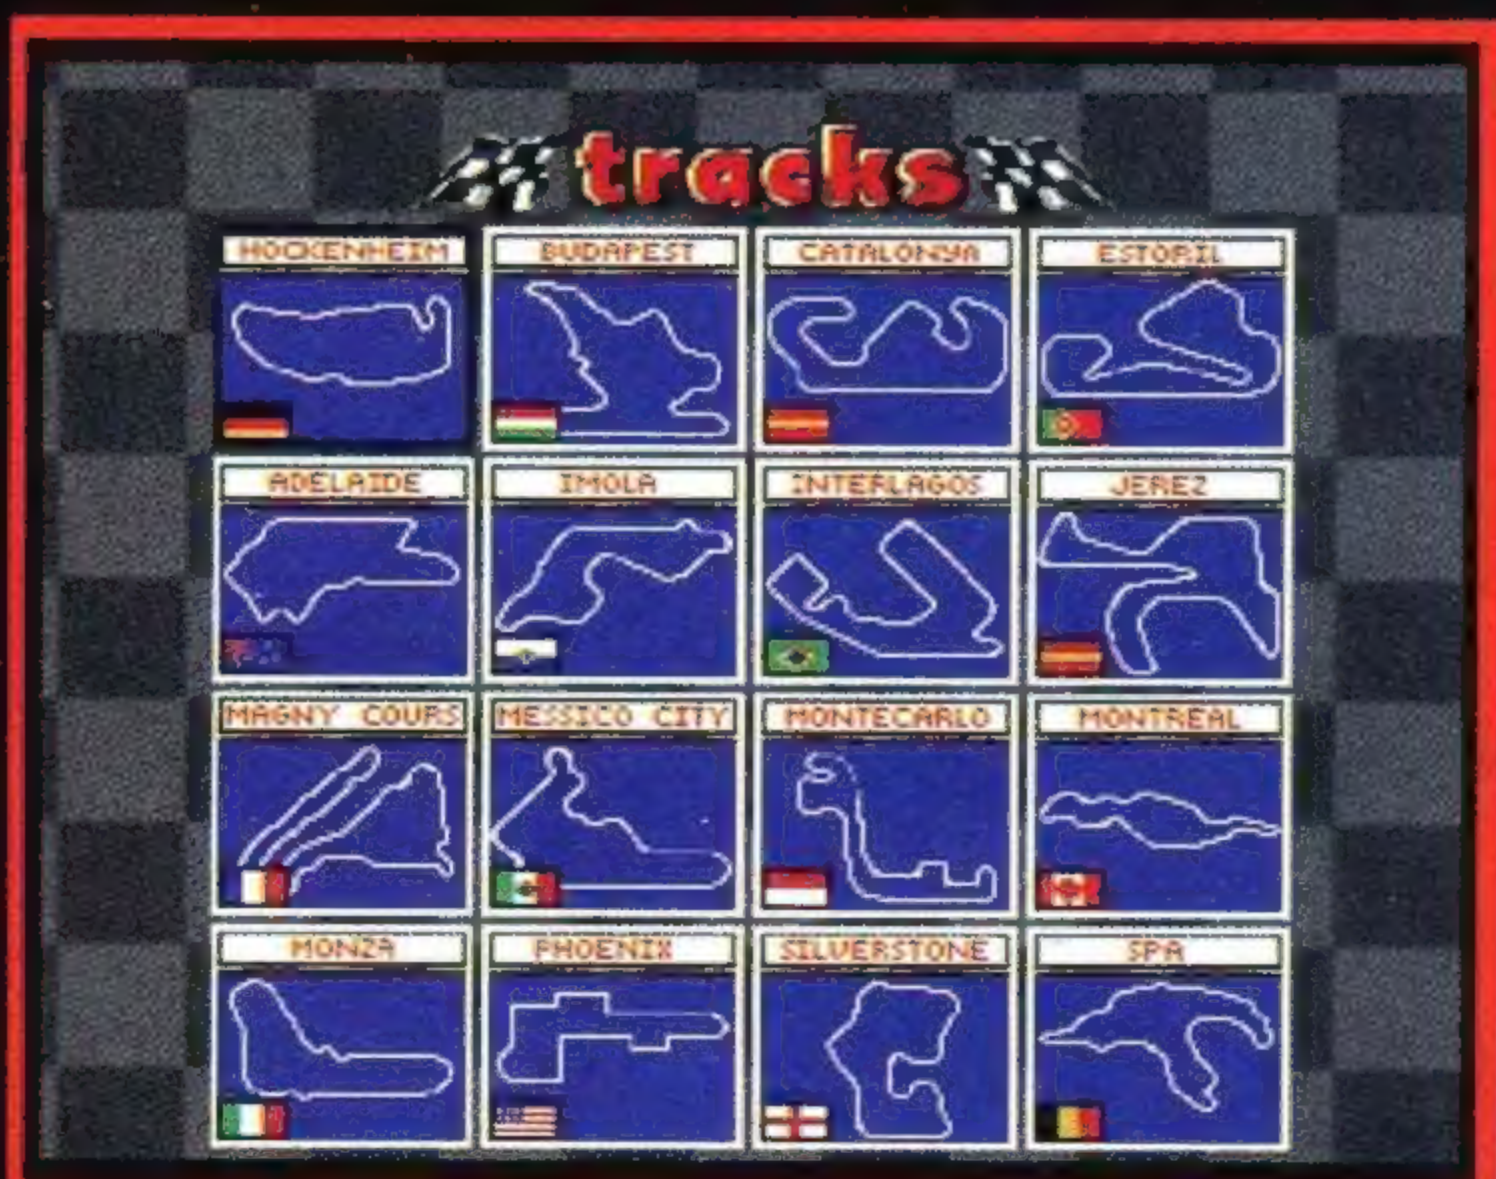 tracks
HOCKENHEIM BUDAPEST CATALONYA ESTORIL
ADELAIDE IMOLA INTERLAGOS JEREZ
MAGNY COURS MESSICO CITY MONTECARLO MONTREAL
MONZA PHOENIX SILVERSTONE SPA